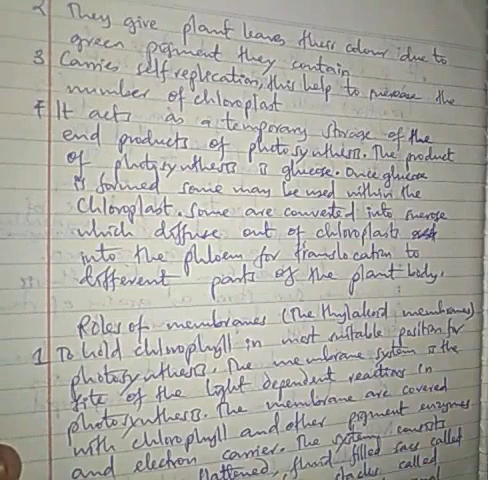 2 They give plant leaves their colour due to
green pigment they contain
3 Carries self replication, this help to increase the
number of chloroplast
4 It acts as a temporary storage of the
end products of photosynthesis. The product
of photosynthesis is glucose. Once glucose
is formed some may be used within the
Chloroplast. Some are converted into sucrose
which diffuse out of chloroplasts
into the phloem for translocation to
different parts of the plant body.
Roles of membranes (The thylakoid membranes)
1 To hold chlorophyll in most suitable position for
photosynthesis. The membrane system is the
site of the light dependent reactions in
photosynthesis. The membrane are covered
with chlorophyll and other pigment enzymes
and electron carrier. The system consists
flattened, fluid filled sacs called
stacks called